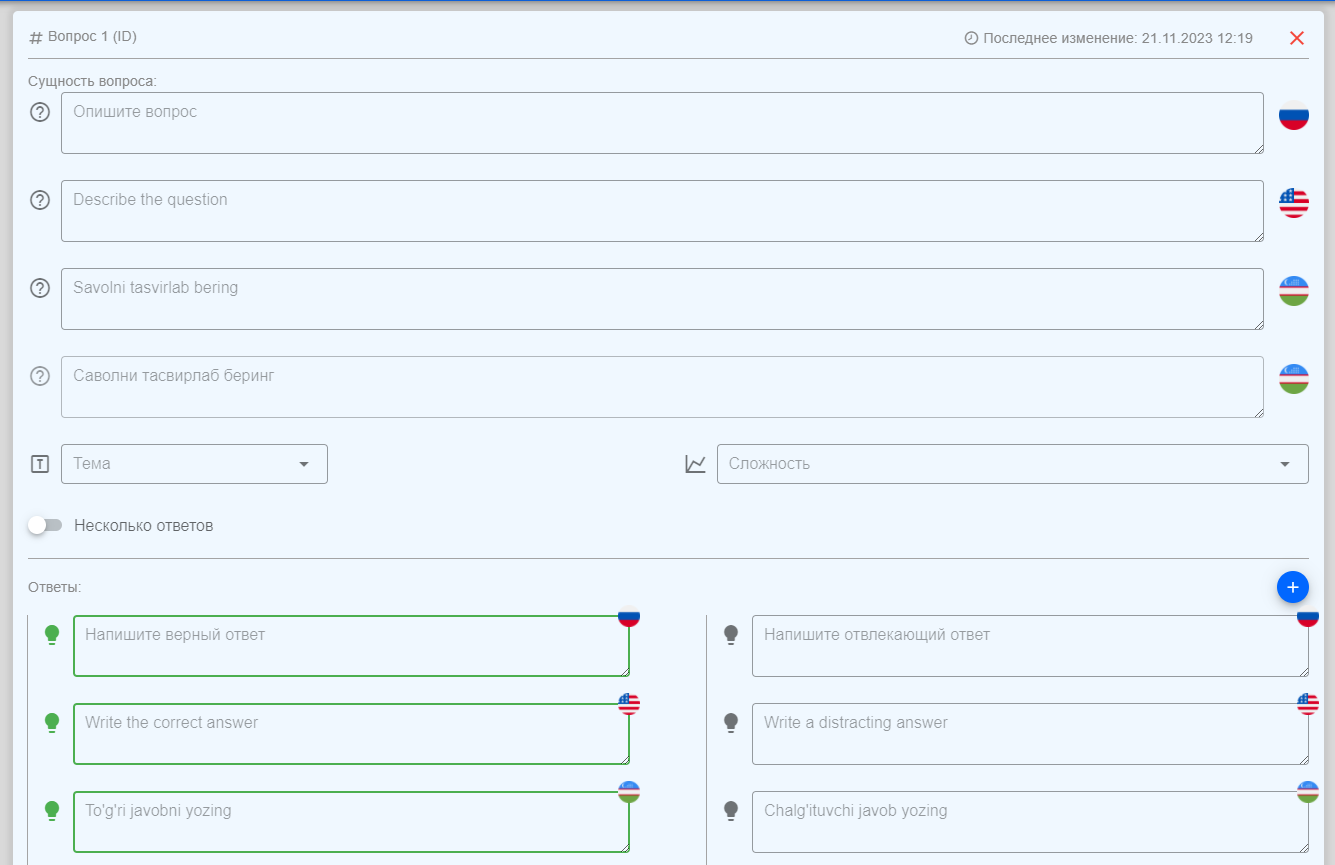 Вопрос 1 (ID)
Последнее изменение: 21.11.2023 12:19
Сущность вопроса:
Опишите вопрос
Describe the question
Savolni tasvirlab bering
Саволни тасвирлаб беринг
Тема
Сложность
Несколько ответов
Ответы:
+
Напишите верный ответ
Напишите отвлекающий ответ
Write the correct answer
Write a distracting answer
To'g'ri javobni yozing
Chalg'ituvchi javob yozing